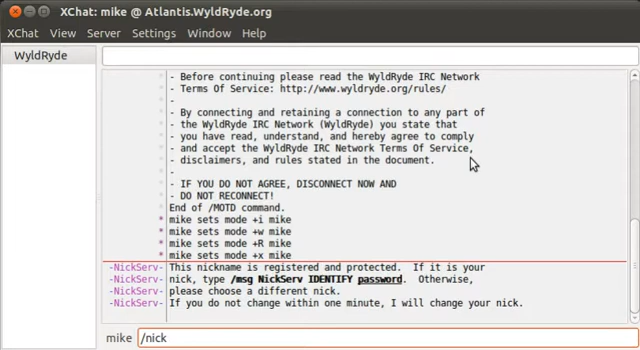 XChat: mike @ Atlantis.WyldRyde.org
XChat View Server Settings Window Help
WyldRyde
* - Before continuing please read the WyldRyde IRC Network
* - Terms Of Service: http://www.wyldryde.org/rules/
* -
* - By connecting and retaining a connection to any part of
* the WyldRyde IRC Network (WyldRyde) you state that
* you have read, understand, and hereby agree to comply
* - and accept the WyldRyde IRC Network Terms Of Service,
* - disclaimers, and rules stated in the document.
* -
* - IF YOU DO NOT AGREE, DISCONNECT NOW AND
* - DO NOT RECONNECT!
* End of /MOTD command.
* mike sets mode +i mike
* mike sets mode +w mike
* mike sets mode +R mike
* mike sets mode +x mike
-NickServ- This nickname is registered and protected. If it is your
-NickServ- nick, type /msg NickServ IDENTIFY password. Otherwise,
-NickServ- please choose a different nick.
-NickServ- If you do not change within one minute, I will change your nick.
mike /nick